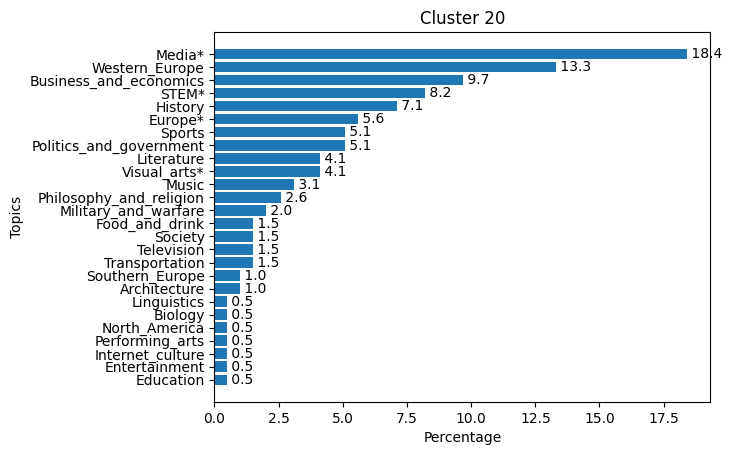 Cluster 20
Media* 18.4
Western_Europe 13.3
Business_and_economics 9.7
STEM* 8.2
History 7.1
Europe* 5.6
Sports 5.1
Politics_and_government 5.1
Literature 4.1
Visual_arts* 4.1
Music 3.1
Philosophy_and_religion 2.6
Military_and_warfare 2.0
Food_and_drink 1.5
Society 1.5
Television 1.5
Transportation 1.5
Southern_Europe 1.0
Architecture 1.0
Linguistics 0.5
Biology 0.5
North_America 0.5
Performing_arts 0.5
Internet_culture 0.5
Entertainment 0.5
Education 0.5
Topics
0.0 2.5 5.0 7.5 10.0 12.5 15.0 17.5
Percentage